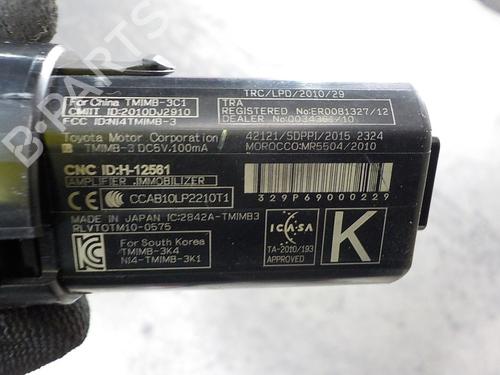 For China TMIMB-3C1
CMIIT ID:2010DJ2910
FCC ID:NI4TMIMB-3
Toyota Motor Corporation
TMIMB-3 DC5V,100mA
CNC ID:H-12561
AMPLIFIER ,IMMOBILIZER
CCAB10LP2210T1
MADE IN JAPAN IC:2842A-TMIMB3
RLVTOTM10-0575
For South Korea
TMIMB-3K4
NI4-TMIMB-3K1
TRC/LPD/2010/29
TRA
REGISTERED No:ER0081327/12
DEALER No:
42121/SDPPI/2015 2324
MOROCCO:MR5504/2010
329P69000229
ICASA
TA-2010/193
APPROVED
K
B-PARTS